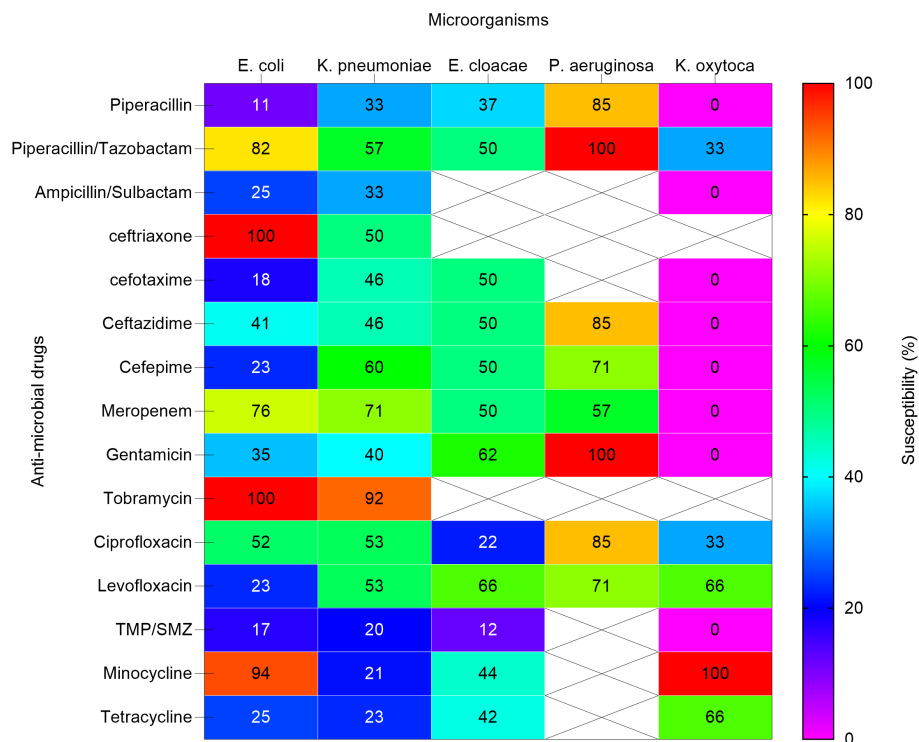 Microorganisms
E. coli K. pneumoniae E. cloacae P. aeruginosa K. oxytoca
Piperacillin 11 33 37 85 0
Piperacillin/Tazobactam 82 57 50 100 33
Ampicillin/Sulbactam 25 33 0
ceftriaxone 100 50
cefotaxime 18 46 50 0
Ceftazidime 41 46 50 85 0
Cefepime 23 60 50 71 0
Meropenem 76 71 50 57 0
Gentamicin 35 40 62 100 0
Tobramycin 100 92
Ciprofloxacin 52 53 22 85 33
Levofloxacin 23 53 66 71 66
TMP/SMZ 17 20 12 0
Minocycline 94 21 44 100
Tetracycline 25 23 42 66
Anti-microbial drugs
100
80
60
40
20
0
Susceptibility (%)